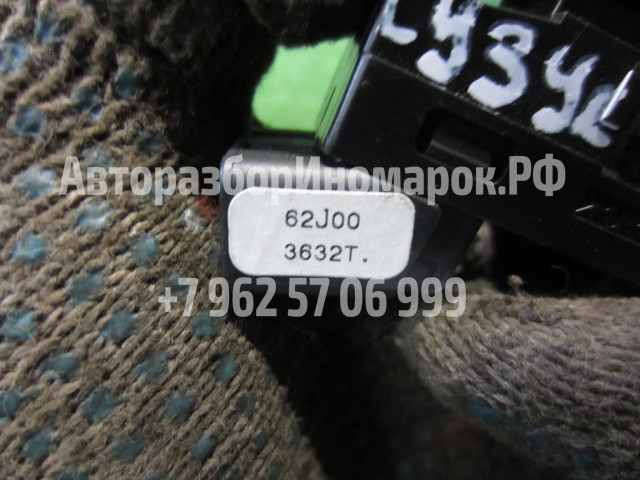 АвторазборИномарок.РФ
62J00
3632T.
+7 962 57 06 999